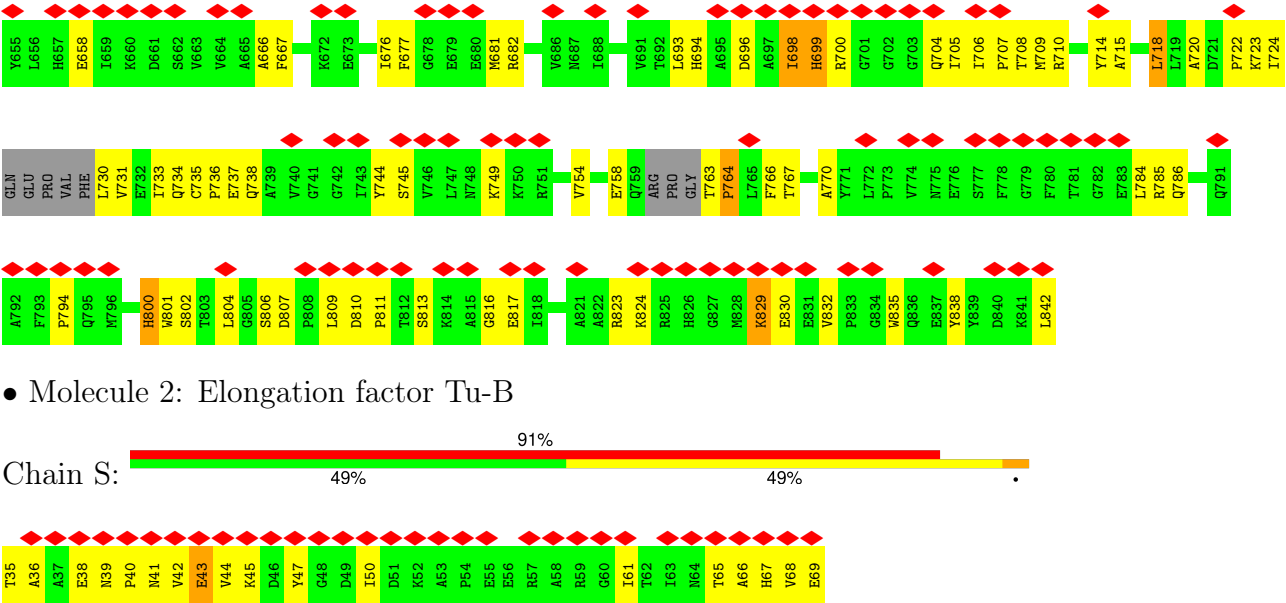 Y655 L656 H657 E658 I659 K660 D661 S662 V663 V664 A665 A666 F667 K672 E673 I676 F677 G678 E679 E680 M681 R682 V686 N687 I688 V691 T692 L693 H694 A695 D696 A697 I698 H699 R700 G701 G702 G703 Q704 I705 I706 P707 T708 M709 R710 Y714 A715 L718 L719 A720 D721 P722 K723 I724
GLN GLU PRO VAL PHE L730 V731 E732 I733 Q734 C735 P736 E737 Q738 A739 V740 G741 G742 I743 Y744 S745 V746 L747 N748 K749 K750 R751 V754 E758 Q759 ARG PRO GLY T763 P764 L765 F766 T767 A770 Y771 L772 P773 V774 N775 E776 S777 F778 G779 F780 T781 G782 E783 L784 R785 Q786 Q791
A792 F793 P794 Q795 M796 H800 W801 S802 T803 L804 G805 S806 D807 P808 L809 D810 P811 T812 S813 K814 A815 G816 E817 I818 A821 A822 R823 K824 R825 H826 G827 M828 K829 E830 E831 V832 P833 G834 W835 Q836 E837 Y838 Y839 D840 K841 L842
• Molecule 2: Elongation factor Tu-B
91%
Chain S:
49% 49% •
T35 A36 A37 E38 N39 P40 N41 V42 E43 V44 K45 D46 Y47 G48 D49 I50 D51 K52 A53 P54 E55 E56 R57 A58 R59 G60 I61 T62 I63 N64 T65 A66 H67 V68 E69